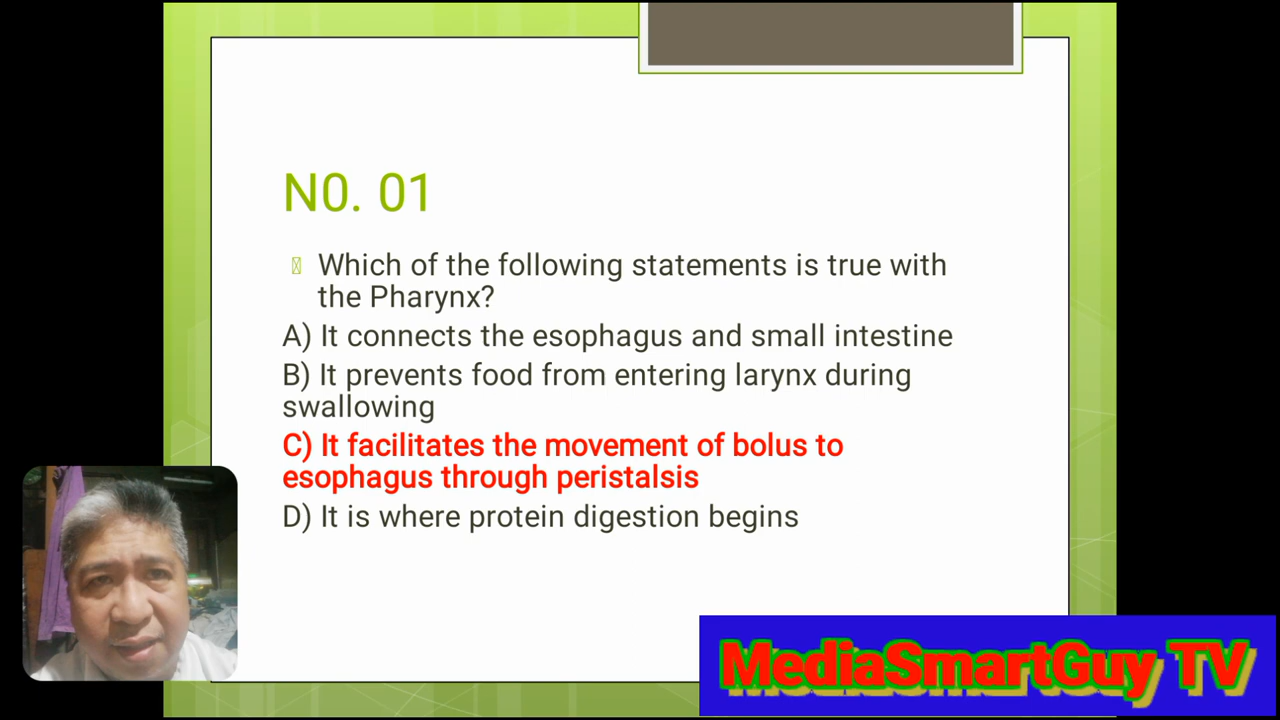 N0. 01
Which of the following statements is true with
the Pharynx?
A) It connects the esophagus and small intestine
B) It prevents food from entering larynx during
swallowing
C) It facilitates the movement of bolus to
esophagus through peristalsis
D) It is where protein digestion begins
MediaSmartGuy TV